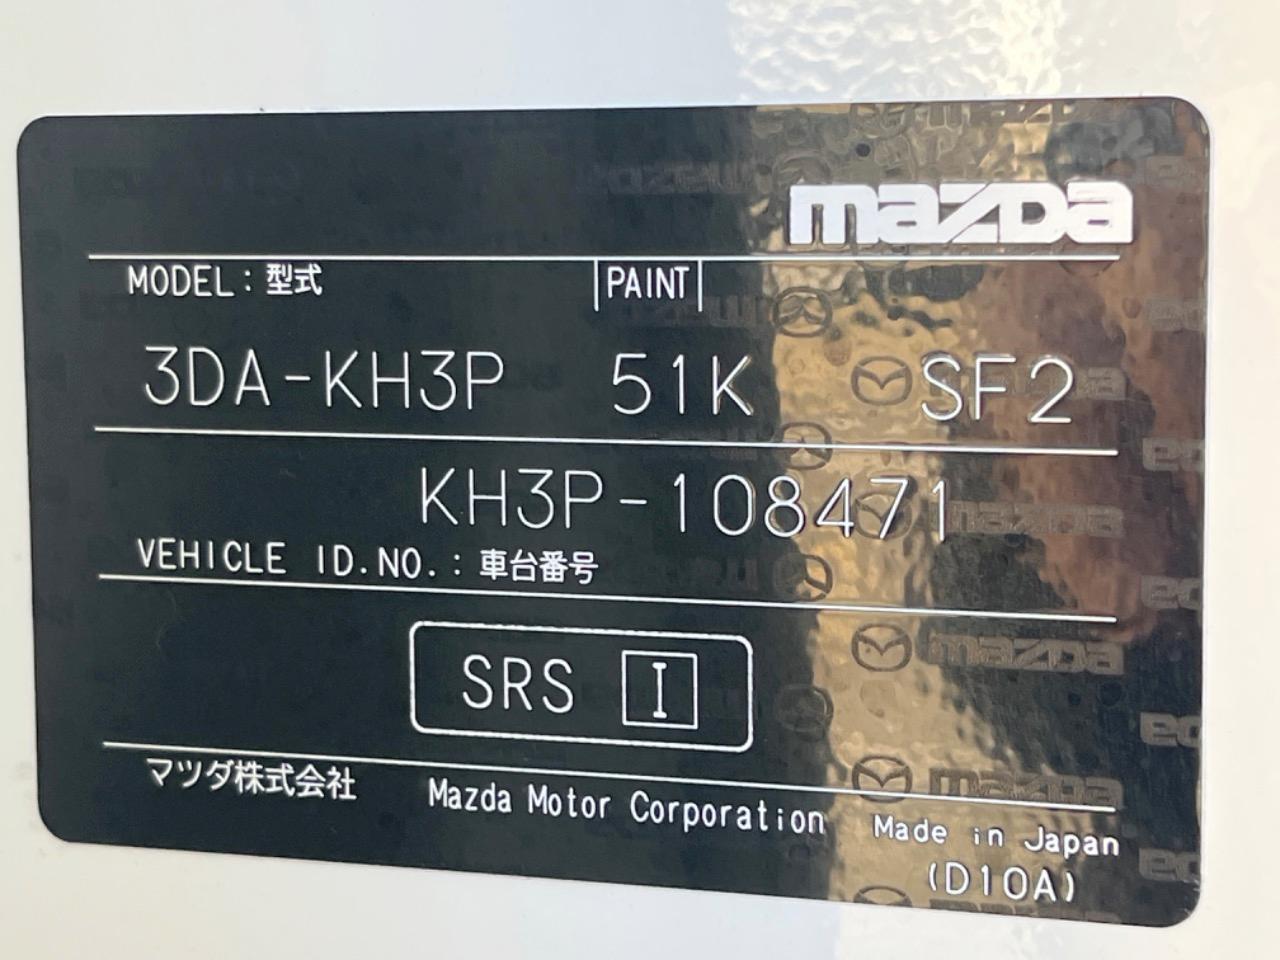 mazda
MODEL : 型式 PAINT
3DA-KH3P 51K SF2
KH3P-108471
VEHICLE ID.NO. : 車台番号
SRS I
マツダ株式会社 Mazda Motor Corporation Made in Japan
(D10A)